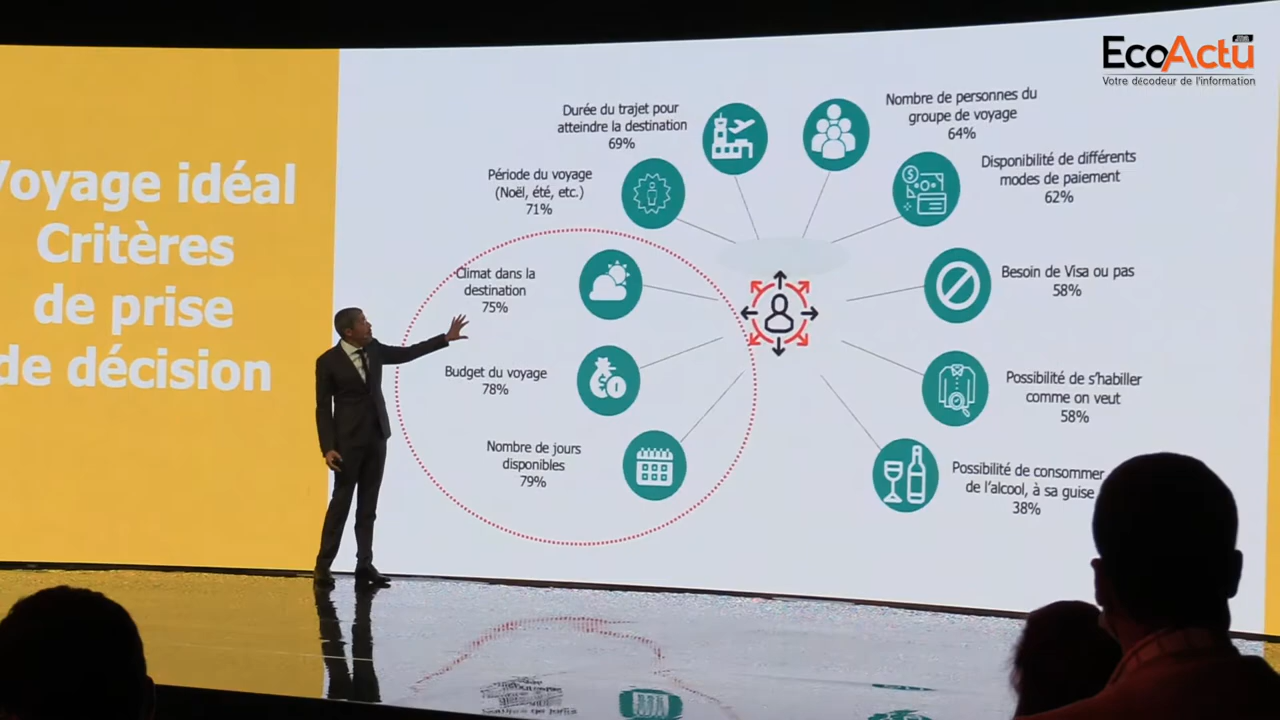 EcoActu
Votre décodeur de l'information
Voyage idéal
Critères
de prise
de décision
Durée du trajet pour
atteindre la destination
69%
Nombre de personnes du
groupe de voyage
64%
Période du voyage
(Noël, été, etc.)
71%
Disponibilité de différents
modes de paiement
62%
Climat dans la
destination
75%
Besoin de Visa ou pas
58%
Budget du voyage
78%
Possibilité de s'habiller
comme on veut
58%
Nombre de jours
disponibles
79%
Possibilité de consommer
de l'alcool, à sa guise
38%